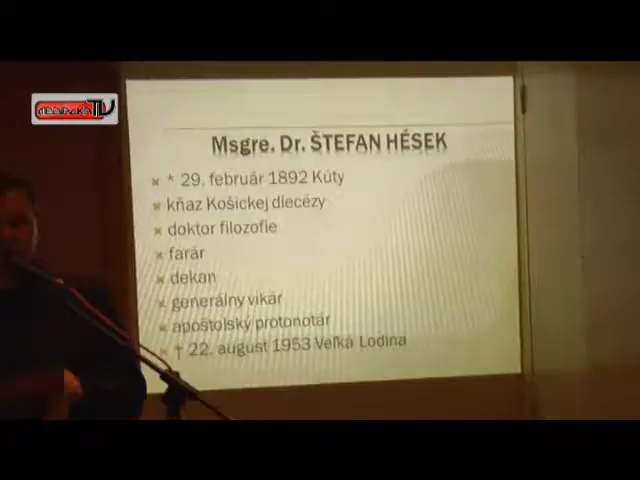 TV
Msgre. Dr. ŠTEFAN HÉSEK
* 29. február 1892 Kúty
kňaz Košickej diecézy
doktor filozofie
farár
dekan
generálny vikár
apoštolský protonotár
† 22. august 1953 Veľká Lodina